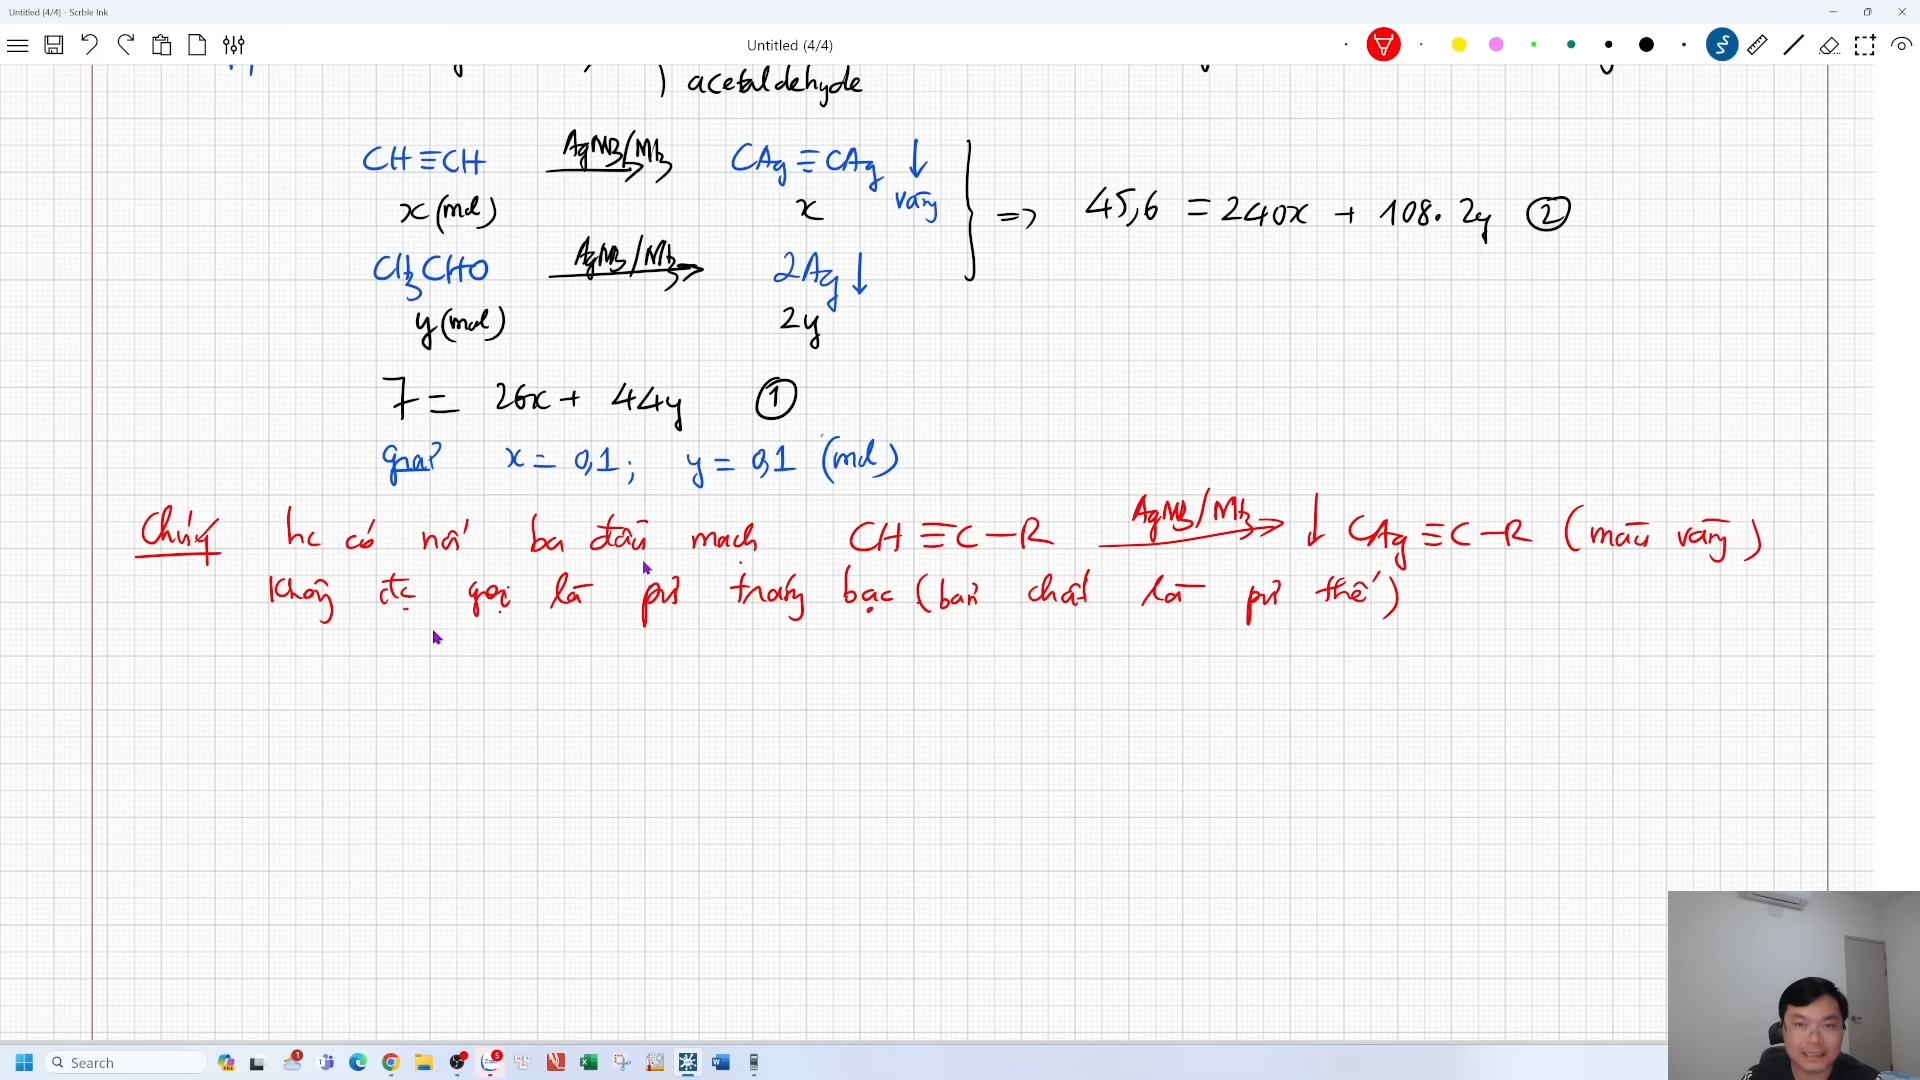 Untitled (4/4) - Scrble Ink
Untitled (4/4)
) acetaldehyde
CH≡CH AgNO3/NH3 CAg≡CAg ↓ vàng
x (mol) x
=> 45,6 = 240x + 108. 2y ②
CH3CHO AgNO3/NH3 2Ag ↓
y (mol) 2y
7 = 26x + 44y ①
giải x = 0,1; y = 0,1 (mol)
Chú ý hc có nối ba đầu mạch CH≡C-R AgNO3/NH3 ↓ CAg≡C-R (màu vàng)
Không đc gọi là pứ tráng bạc (bản chất là pứ thế)
Search